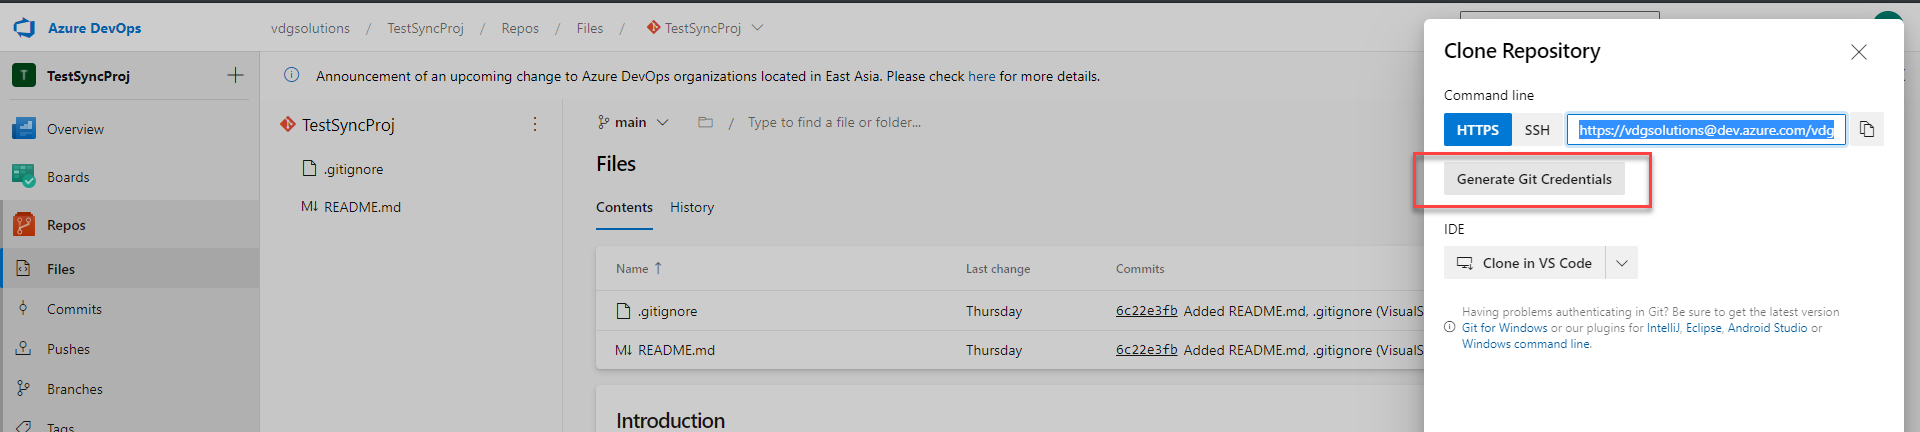 Azure DevOps
vdgsolutions / TestSyncProj / Repos / Files / TestSyncProj
T TestSyncProj
Announcement of an upcoming change to Azure DevOps organizations located in East Asia. Please check here for more details.
Overview
Boards
Repos
Files
Commits
Pushes
Branches
Tags
TestSyncProj
.gitignore
M↓ README.md
main / Type to find a file or folder...
Files
Contents History
Name ↑ Last change Commits
.gitignore Thursday 6c22e3fb Added README.md, .gitignore (VisualS
M↓ README.md Thursday 6c22e3fb Added README.md, .gitignore (VisualS
Introduction
Clone Repository
Command line
HTTPS SSH https://vdgsolutions@dev.azure.com/vdg
Generate Git Credentials
IDE
Clone in VS Code
Having problems authenticating in Git? Be sure to get the latest version
Git for Windows or our plugins for IntelliJ, Eclipse, Android Studio or
Windows command line.